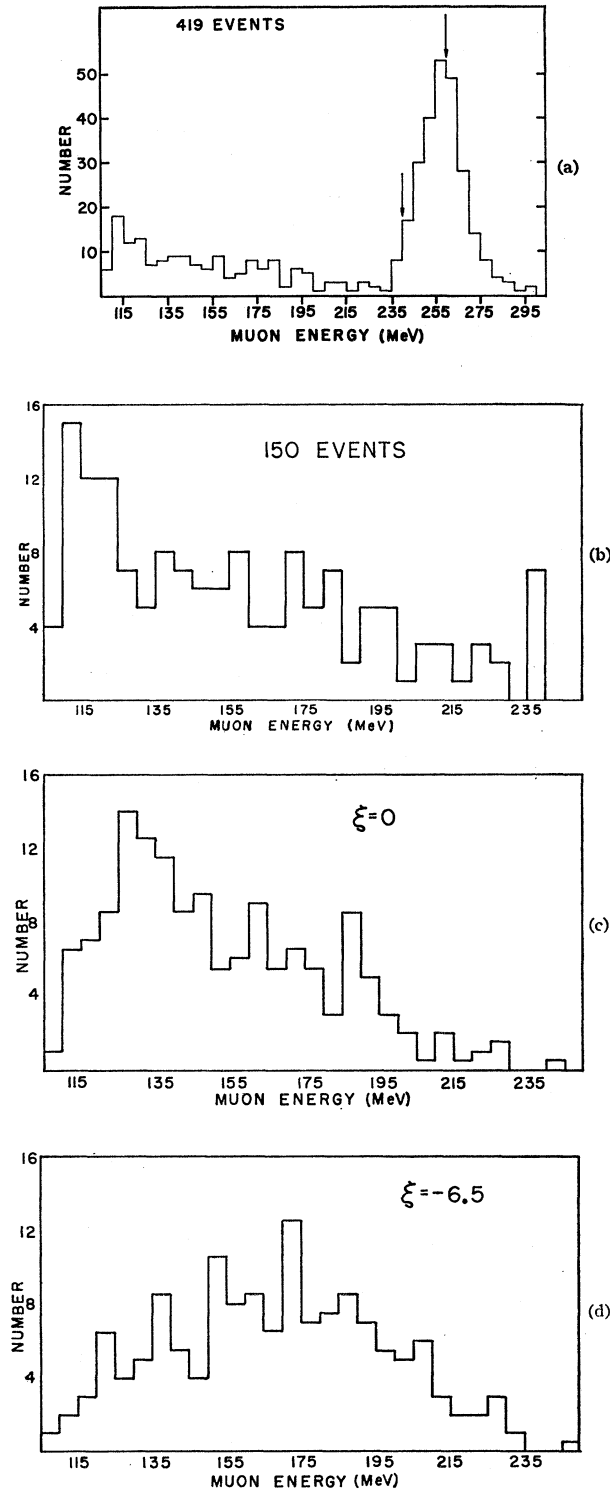 419 EVENTS
50
40
30
20
10
NUMBER
115 135 155 175 195 215 235 255 275 295
MUON ENERGY (MeV)
(a)
150 EVENTS
16
12
8
4
NUMBER
115 135 155 175 195 215 235
MUON ENERGY (MeV)
(b)
ξ=0
16
12
8
4
NUMBER
115 135 155 175 195 215 235
MUON ENERGY (MeV)
(c)
ξ=-6.5
16
12
8
4
NUMBER
115 135 155 175 195 215 235
MUON ENERGY (MeV)
(d)